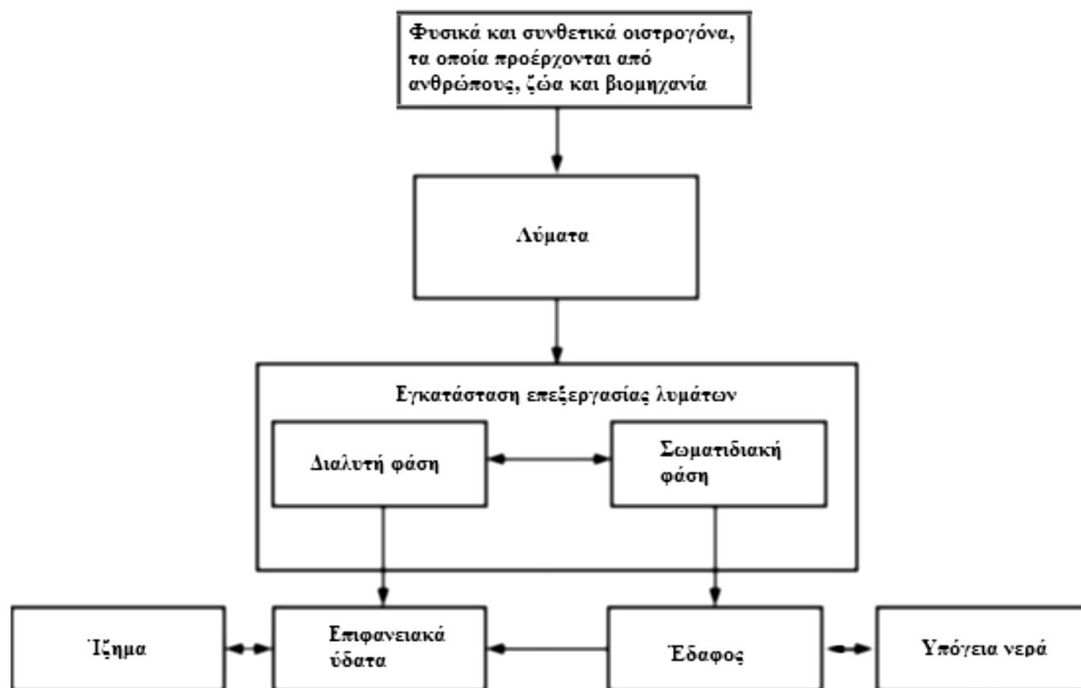 Φυσικά και συνθετικά οιστρογόνα,
τα οποία προέρχονται από
ανθρώπους, ζώα και βιομηχανία
Λύματα
Εγκατάσταση επεξεργασίας λυμάτων
Διαλυτή φάση
Σωματιδιακή
φάση
Ίζημα
Επιφανειακά
ύδατα
Έδαφος
Υπόγεια νερά